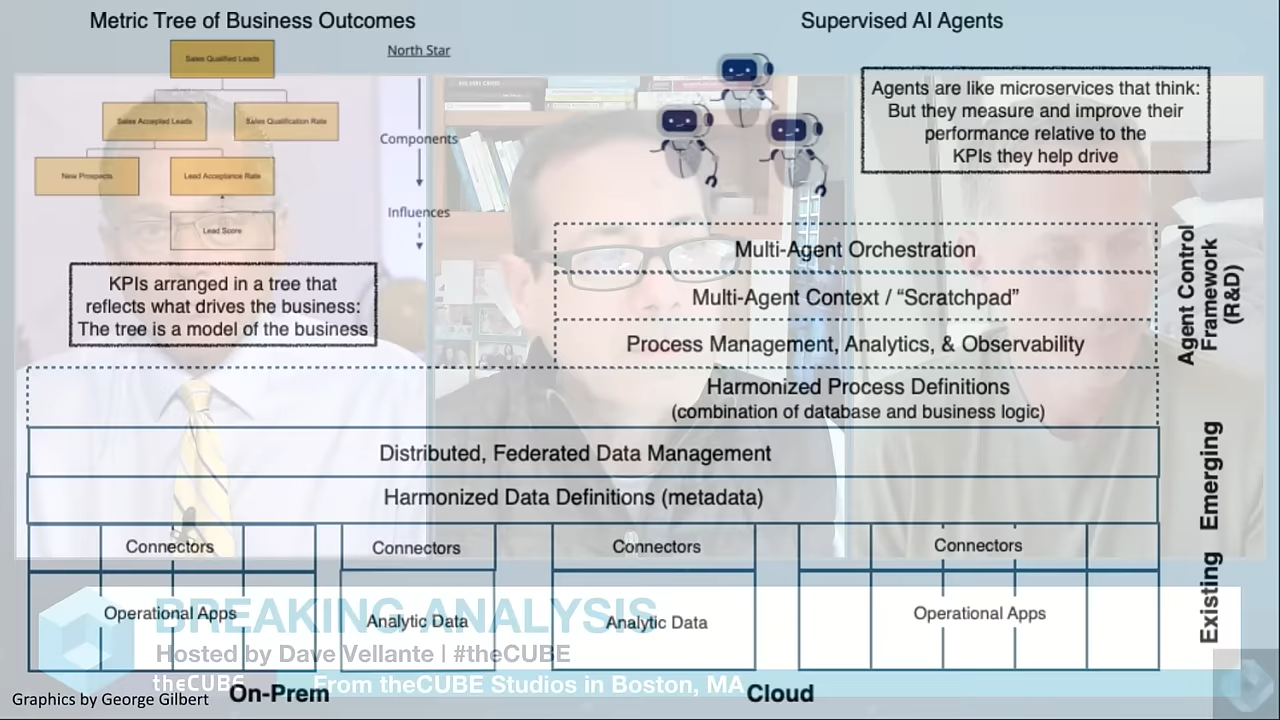 Metric Tree of Business Outcomes
Supervised AI Agents
Sales Qualified Leads
North Star
Sales Accepted Leads
Sales Qualification Rate
Components
New Prospects
Lead Acceptance Rate
Influences
Lead Score
KPIs arranged in a tree that
reflects what drives the business:
The tree is a model of the business
Agents are like microservices that think:
But they measure and improve their
performance relative to the
KPIs they help drive
Multi-Agent Orchestration
Multi-Agent Context / “Scratchpad”
Process Management, Analytics, & Observability
Agent Control
Framework
(R&D)
Harmonized Process Definitions
(combination of database and business logic)
Distributed, Federated Data Management
Harmonized Data Definitions (metadata)
Emerging
Connectors
Connectors
Connectors
Connectors
Operational Apps
Analytic Data
Analytic Data
Operational Apps
Existing
BREAKING ANALYSIS
Hosted by Dave Vellante | #theCUBE
theCUBE
From theCUBE Studios in Boston, MA
Graphics by George Gilbert
On-Prem
Cloud